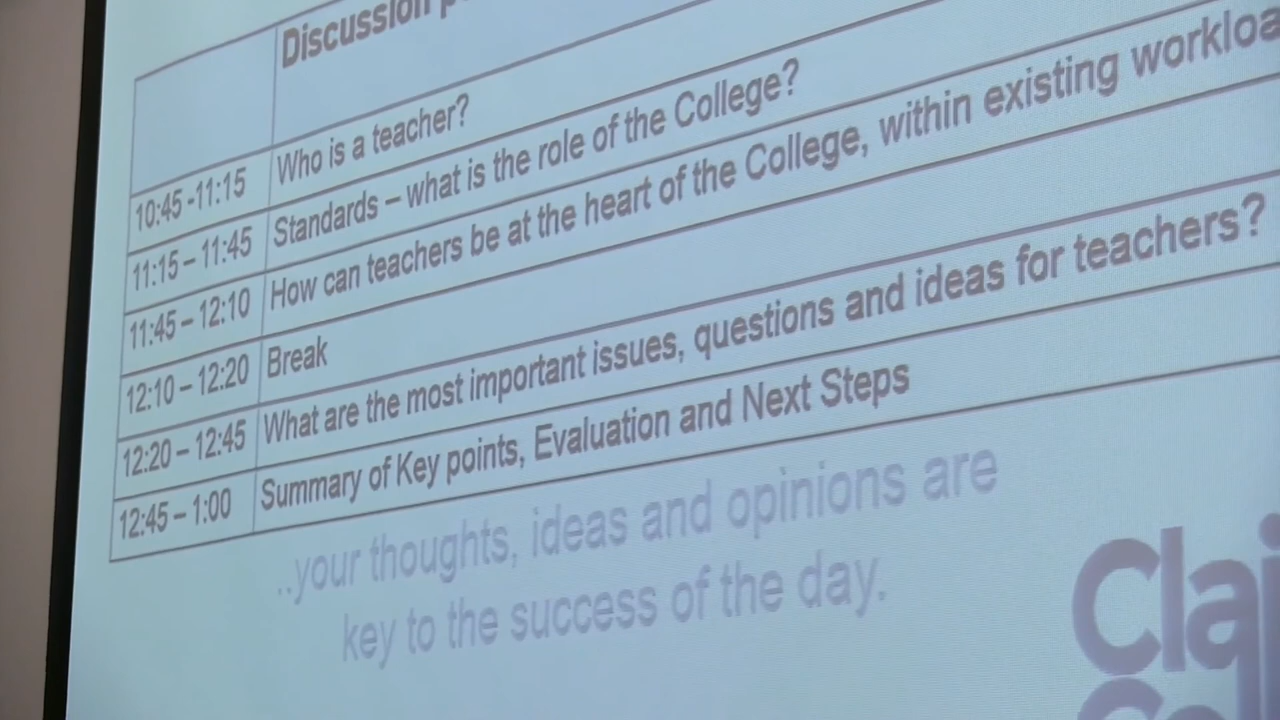 Discussion
10:45 -11:15 Who is a teacher?
11:15 – 11:45 Standards – what is the role of the College?
11:45 – 12:10 How can teachers be at the heart of the College, within existing
12:10 – 12:20 Break
12:20 – 12:45 What are the most important issues, questions and ideas for teachers?
12:45 – 1:00 Summary of Key points, Evaluation and Next Steps
..your thoughts, ideas and opinions are
key to the success of the day.